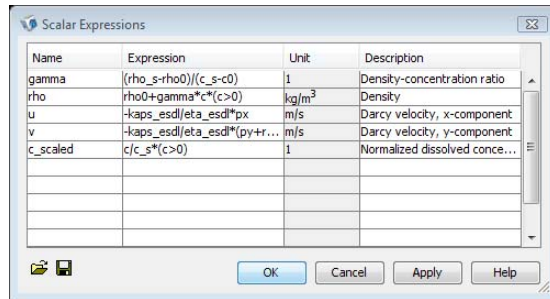 Scalar Expressions
Name Expression Unit Description
gamma (rho_s-rho0)/(c_s-c0) 1 Density-concentration ratio
rho rho0+gamma*c*(c>0) kg/m³ Density
u -kaps_esdl/eta_esdl*px m/s Darcy velocity, x-component
v -kaps_esdl/eta_esdl*(py+r... m/s Darcy velocity, y-component
c_scaled c/c_s*(c>0) 1 Normalized dissolved conce...
OK Cancel Apply Help